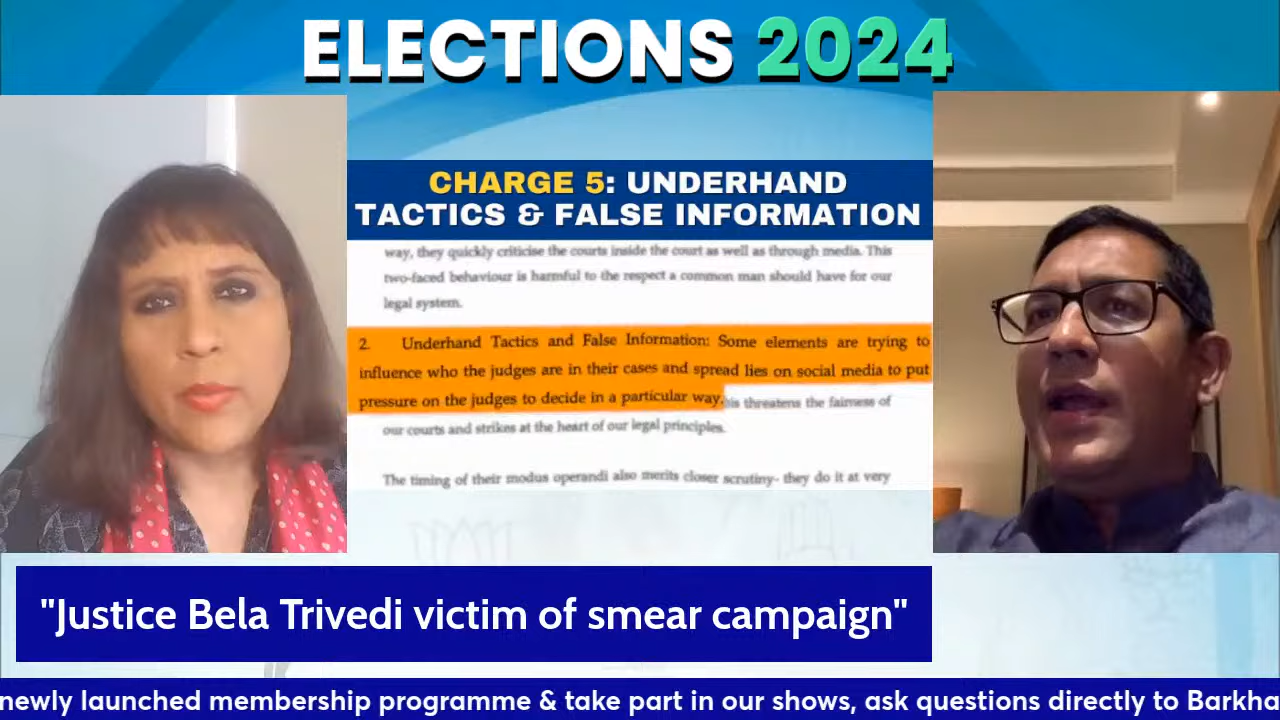 ELECTIONS 2024
CHARGE 5: UNDERHAND
TACTICS & FALSE INFORMATION
way, they quickly criticise the courts inside the court as well as through media. This
two-faced behaviour is harmful to the respect a common man should have for our
legal system.
2. Underhand Tactics and False Information: Some elements are trying to
influence who the judges are in their cases and spread lies on social media to put
pressure on the judges to decide in a particular way. his threatens the fairness of
our courts and strikes at the heart of our legal principles.
The timing of their modus operandi also merits closer scrutiny- they do it at very
"Justice Bela Trivedi victim of smear campaign"
newly launched membership programme & take part in our shows, ask questions directly to Barkha